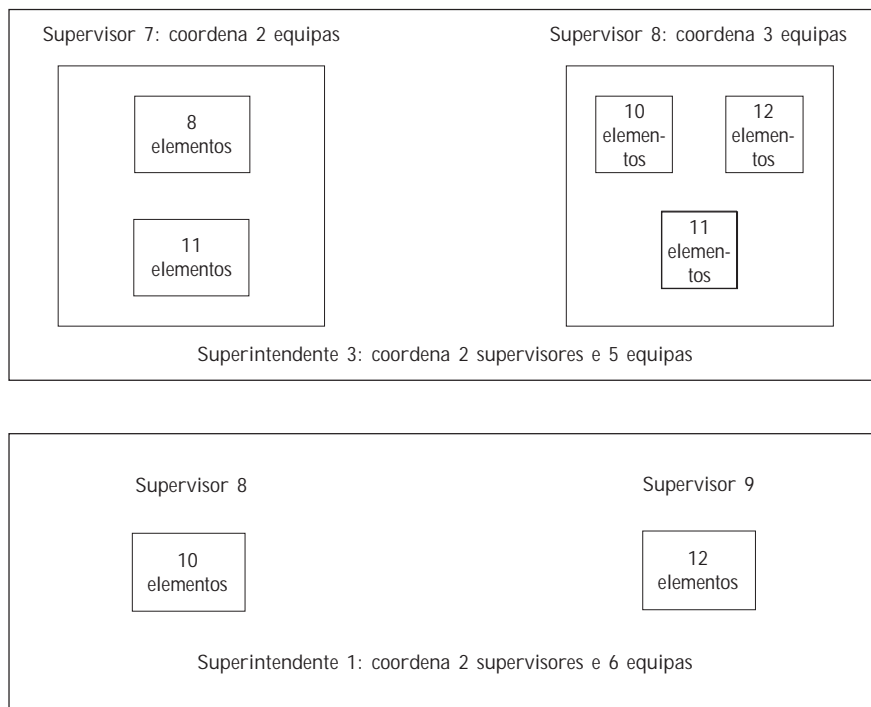 Supervisor 7: coordena 2 equipas
Supervisor 8: coordena 3 equipas
8
elementos
11
elementos
10
elemen-
tos
12
elemen-
tos
11
elemen-
tos
Superintendente 3: coordena 2 supervisores e 5 equipas
Supervisor 8
Supervisor 9
10
elementos
12
elementos
Superintendente 1: coordena 2 supervisores e 6 equipas